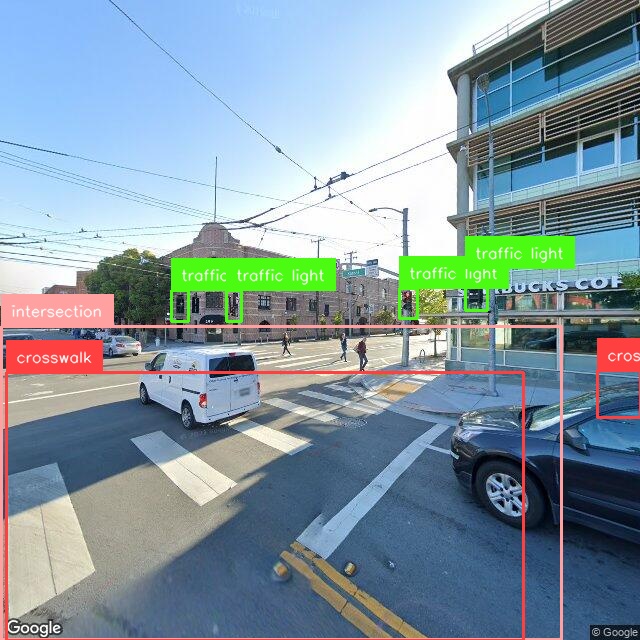 traffic light
traffic
traffic light
traffic light
BUCKS COF
intersection
cros
crosswalk
Google
© Google